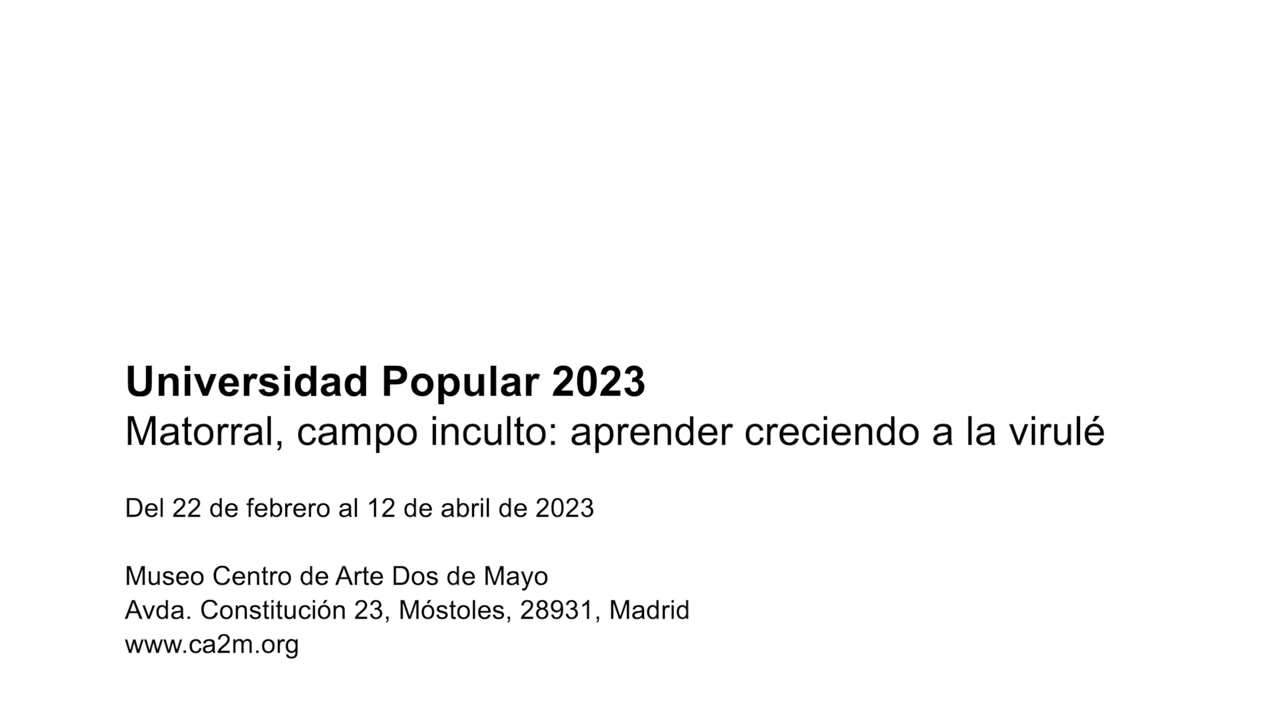 Universidad Popular 2023
Matorral, campo inculto: aprender creciendo a la virulé
Del 22 de febrero al 12 de abril de 2023
Museo Centro de Arte Dos de Mayo
Avda. Constitución 23, Móstoles, 28931, Madrid
www.ca2m.org